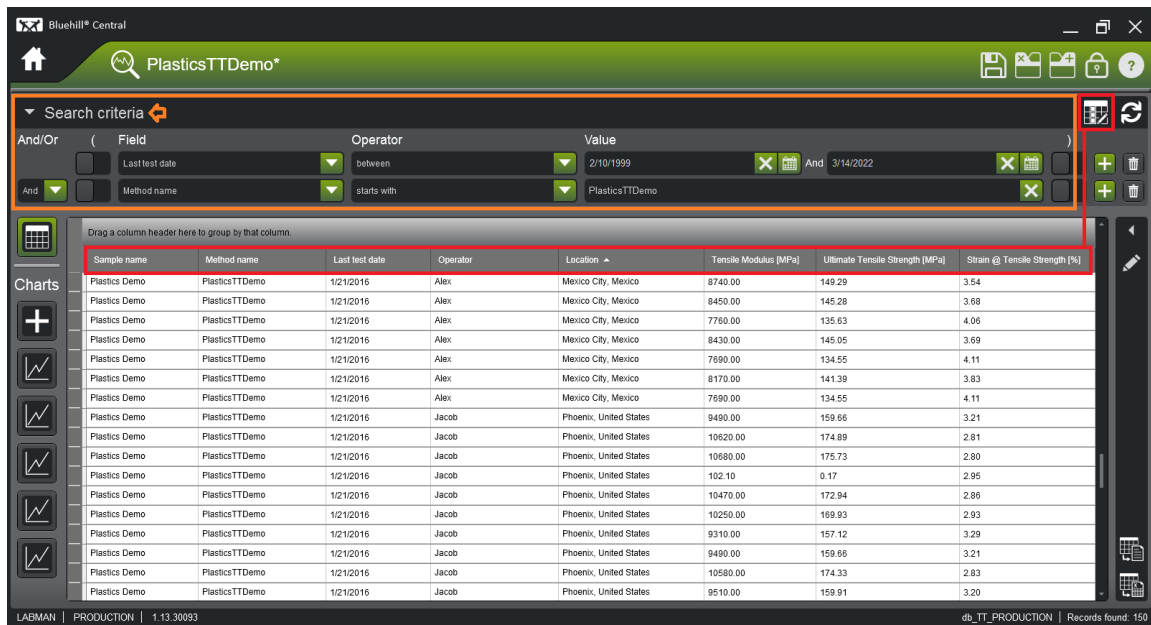 Bluehill® Central
PlasticsTTDemo*
Search criteria
And/Or ( Field Operator Value )
Last test date between 2/10/1999 And 3/14/2022
And Method name starts with PlasticsTTDemo
Drag a column header here to group by that column.
Sample name Method name Last test date Operator Location Tensile Modulus [MPa] Ultimate Tensile Strength [MPa] Strain @ Tensile Strength [%]
Charts
Plastics Demo PlasticsTTDemo 1/21/2016 Alex Mexico City, Mexico 8740.00 149.29 3.54
Plastics Demo PlasticsTTDemo 1/21/2016 Alex Mexico City, Mexico 8450.00 145.28 3.68
Plastics Demo PlasticsTTDemo 1/21/2016 Alex Mexico City, Mexico 7760.00 135.63 4.06
Plastics Demo PlasticsTTDemo 1/21/2016 Alex Mexico City, Mexico 8430.00 145.05 3.69
Plastics Demo PlasticsTTDemo 1/21/2016 Alex Mexico City, Mexico 7690.00 134.55 4.11
Plastics Demo PlasticsTTDemo 1/21/2016 Alex Mexico City, Mexico 8170.00 141.39 3.83
Plastics Demo PlasticsTTDemo 1/21/2016 Alex Mexico City, Mexico 7690.00 134.55 4.11
Plastics Demo PlasticsTTDemo 1/21/2016 Jacob Phoenix, United States 9490.00 159.66 3.21
Plastics Demo PlasticsTTDemo 1/21/2016 Jacob Phoenix, United States 10620.00 174.89 2.81
Plastics Demo PlasticsTTDemo 1/21/2016 Jacob Phoenix, United States 10680.00 175.73 2.80
Plastics Demo PlasticsTTDemo 1/21/2016 Jacob Phoenix, United States 102.10 0.17 2.95
Plastics Demo PlasticsTTDemo 1/21/2016 Jacob Phoenix, United States 10470.00 172.94 2.86
Plastics Demo PlasticsTTDemo 1/21/2016 Jacob Phoenix, United States 10250.00 169.93 2.93
Plastics Demo PlasticsTTDemo 1/21/2016 Jacob Phoenix, United States 9310.00 157.12 3.29
Plastics Demo PlasticsTTDemo 1/21/2016 Jacob Phoenix, United States 9490.00 159.66 3.21
Plastics Demo PlasticsTTDemo 1/21/2016 Jacob Phoenix, United States 10580.00 174.33 2.83
Plastics Demo PlasticsTTDemo 1/21/2016 Jacob Phoenix, United States 9510.00 159.91 3.20
LABMAN | PRODUCTION | 1.13.30093 db_TT_PRODUCTION | Records found: 150